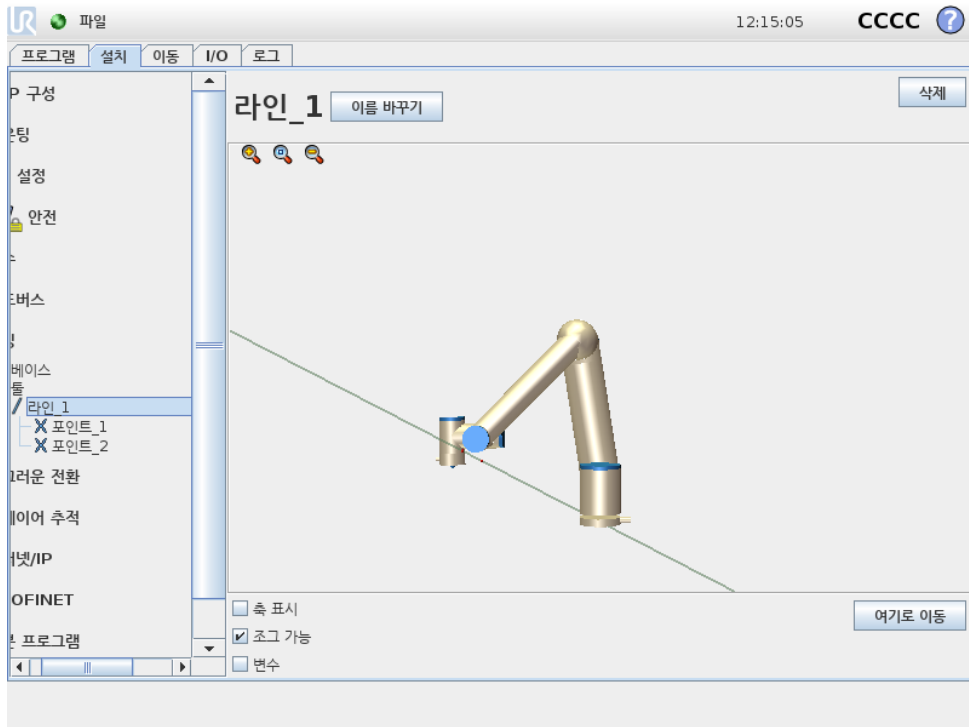 UR 파일 12:15:05 CCCC ?
프로그램 설치 이동 I/O 로그
P 구성
설정
안전
버스
베이스
툴
라인_1
포인트_1
포인트_2
러운 전환
이어 추적
넷/IP
OFINET
프로그램
라인_1 이름 바꾸기 삭제
축 표시
조그 가능
변수
여기로 이동